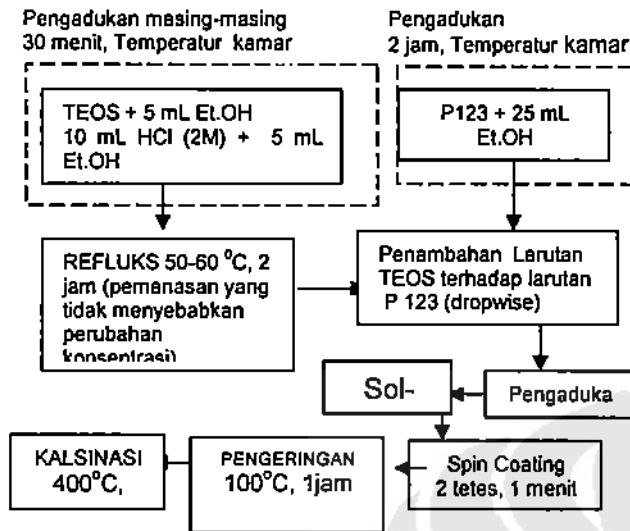 Pengadukan masing-masing
30 menit, Temperatur kamar
Pengadukan
2 jam, Temperatur kamar
TEOS + 5 mL Et.OH
10 mL HCl (2M) + 5 mL
Et.OH
P123 + 25 mL
Et.OH
REFLUKS 50-60 °C, 2
jam (pemanasan yang
tidak menyebabkan
perubahan
konsentrasi)
Penambahan Larutan
TEOS terhadap larutan
P 123 (dropwise)
Sol-
Pengaduka
KALSINASI
400°C,
PENGERINGAN
100°C, 1jam
Spin Coating
2 tetes, 1 menit